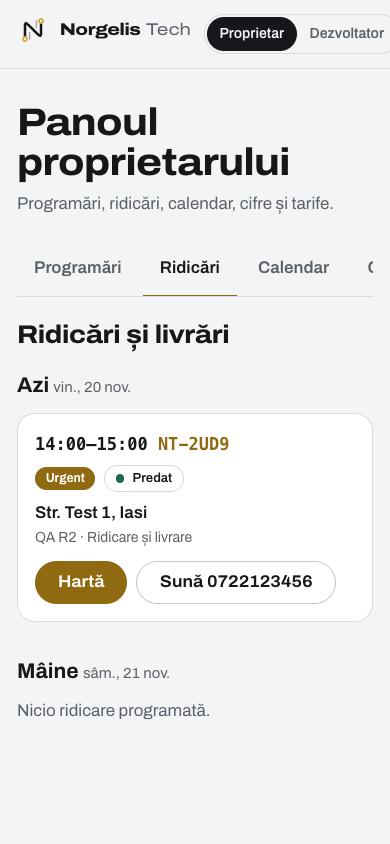 Norgelis Tech
Proprietar
Dezvoltator
Panoul
proprietarului
Programări, ridicări, calendar, cifre și tarife.
Programări
Ridicări
Calendar
Ridicări și livrări
Azi vin., 20 nov.
14:00–15:00 NT-2UD9
Urgent
Predat
Str. Test 1, Iasi
QA R2 · Ridicare și livrare
Hartă
Sună 0722123456
Mâine sâm., 21 nov.
Nicio ridicare programată.